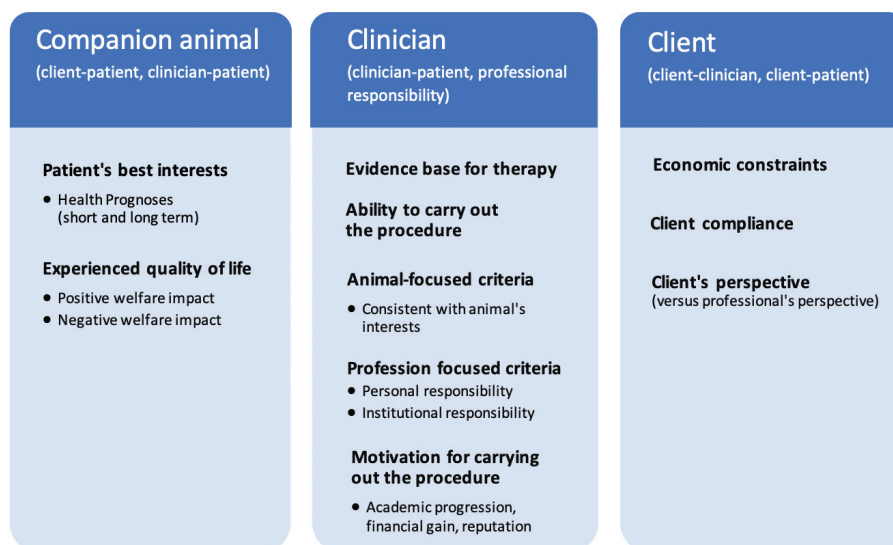 Companion animal
(client-patient, clinician-patient)
Patient's best interests
• Health Prognoses
(short and long term)
Experienced quality of life
• Positive welfare impact
• Negative welfare impact
Clinician
(clinician-patient, professional
responsibility)
Evidence base for therapy
Ability to carry out
the procedure
Animal-focused criteria
• Consistent with animal's
interests
Profession focused criteria
• Personal responsibility
• Institutional responsibility
Motivation for carrying
out the procedure
• Academic progression,
financial gain, reputation
Client
(client-clinician, client-patient)
Economic constraints
Client compliance
Client's perspective
(versus professional's perspective)